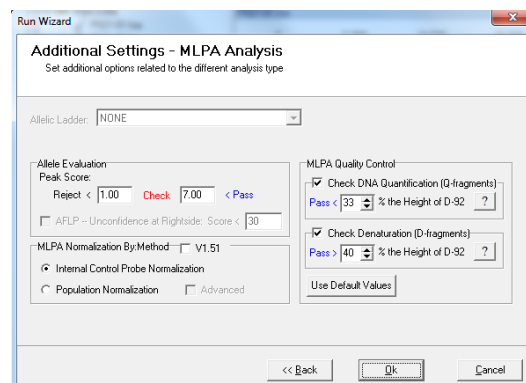 Run Wizard
Additional Settings - MLPA Analysis
Set additional options related to the different analysis type
Allelic Ladder: NONE
Allele Evaluation
Peak Score:
Reject < 1.00 Check 7.00 < Pass
AFLP -- Unconfidence at Rightside: Score < 30
MLPA Normalization By:Method V1.51
Internal Control Probe Normalization
Population Normalization Advanced
MLPA Quality Control
Check DNA Quantification (Q-fragments)
Pass < 33 % the Height of D-92 ?
Check Denaturation (D-fragments)
Pass > 40 % the Height of D-92 ?
Use Default Values
<< Back Ok Cancel